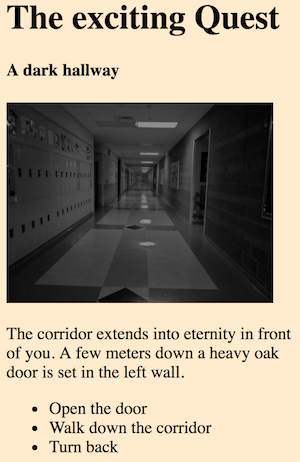 The exciting Quest
A dark hallway
The corridor extends into eternity in front
of you. A few meters down a heavy oak
door is set in the left wall.
• Open the door
• Walk down the corridor
• Turn back